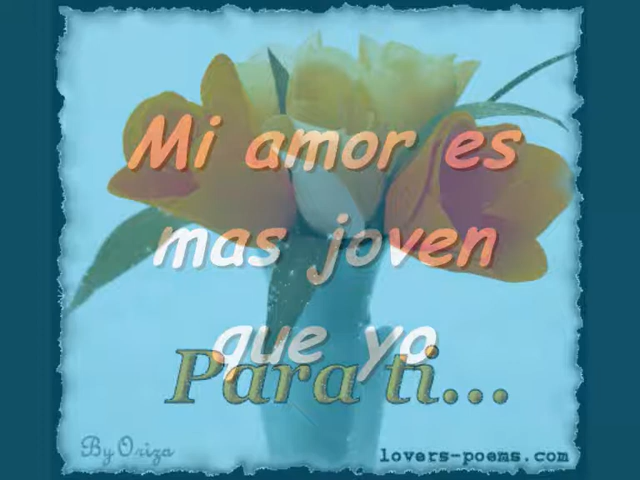 Mi amor es
mas joven
que yo
Para ti...
By Oriza
lovers-poems.com